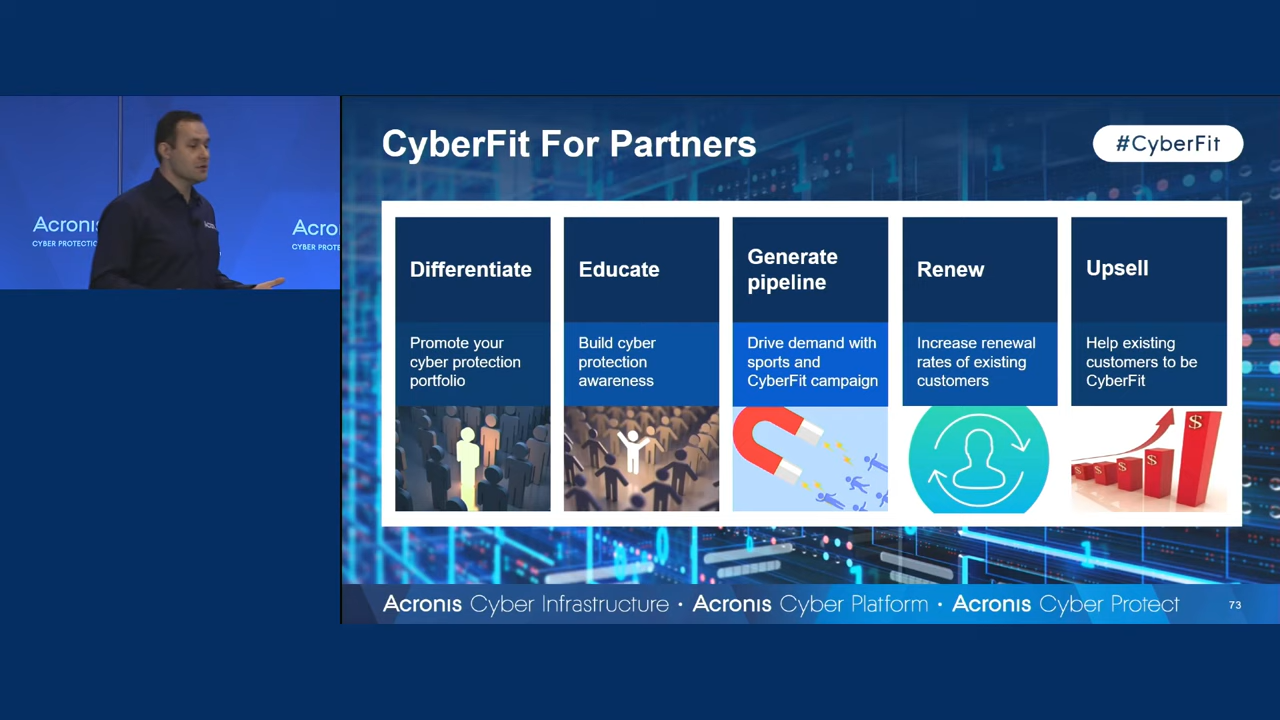 CyberFit For Partners
#CyberFit
Differentiate
Promote your
cyber protection
portfolio
Educate
Build cyber
protection
awareness
Generate
pipeline
Drive demand with
sports and
CyberFit campaign
Renew
Increase renewal
rates of existing
customers
Upsell
Help existing
customers to be
CyberFit
$ $ $ $ $
Acronis
CYBER PROTECTIO
Acro
CYBER PROTE
Acronis Cyber Infrastructure · Acronis Cyber Platform · Acronis Cyber Protect
73